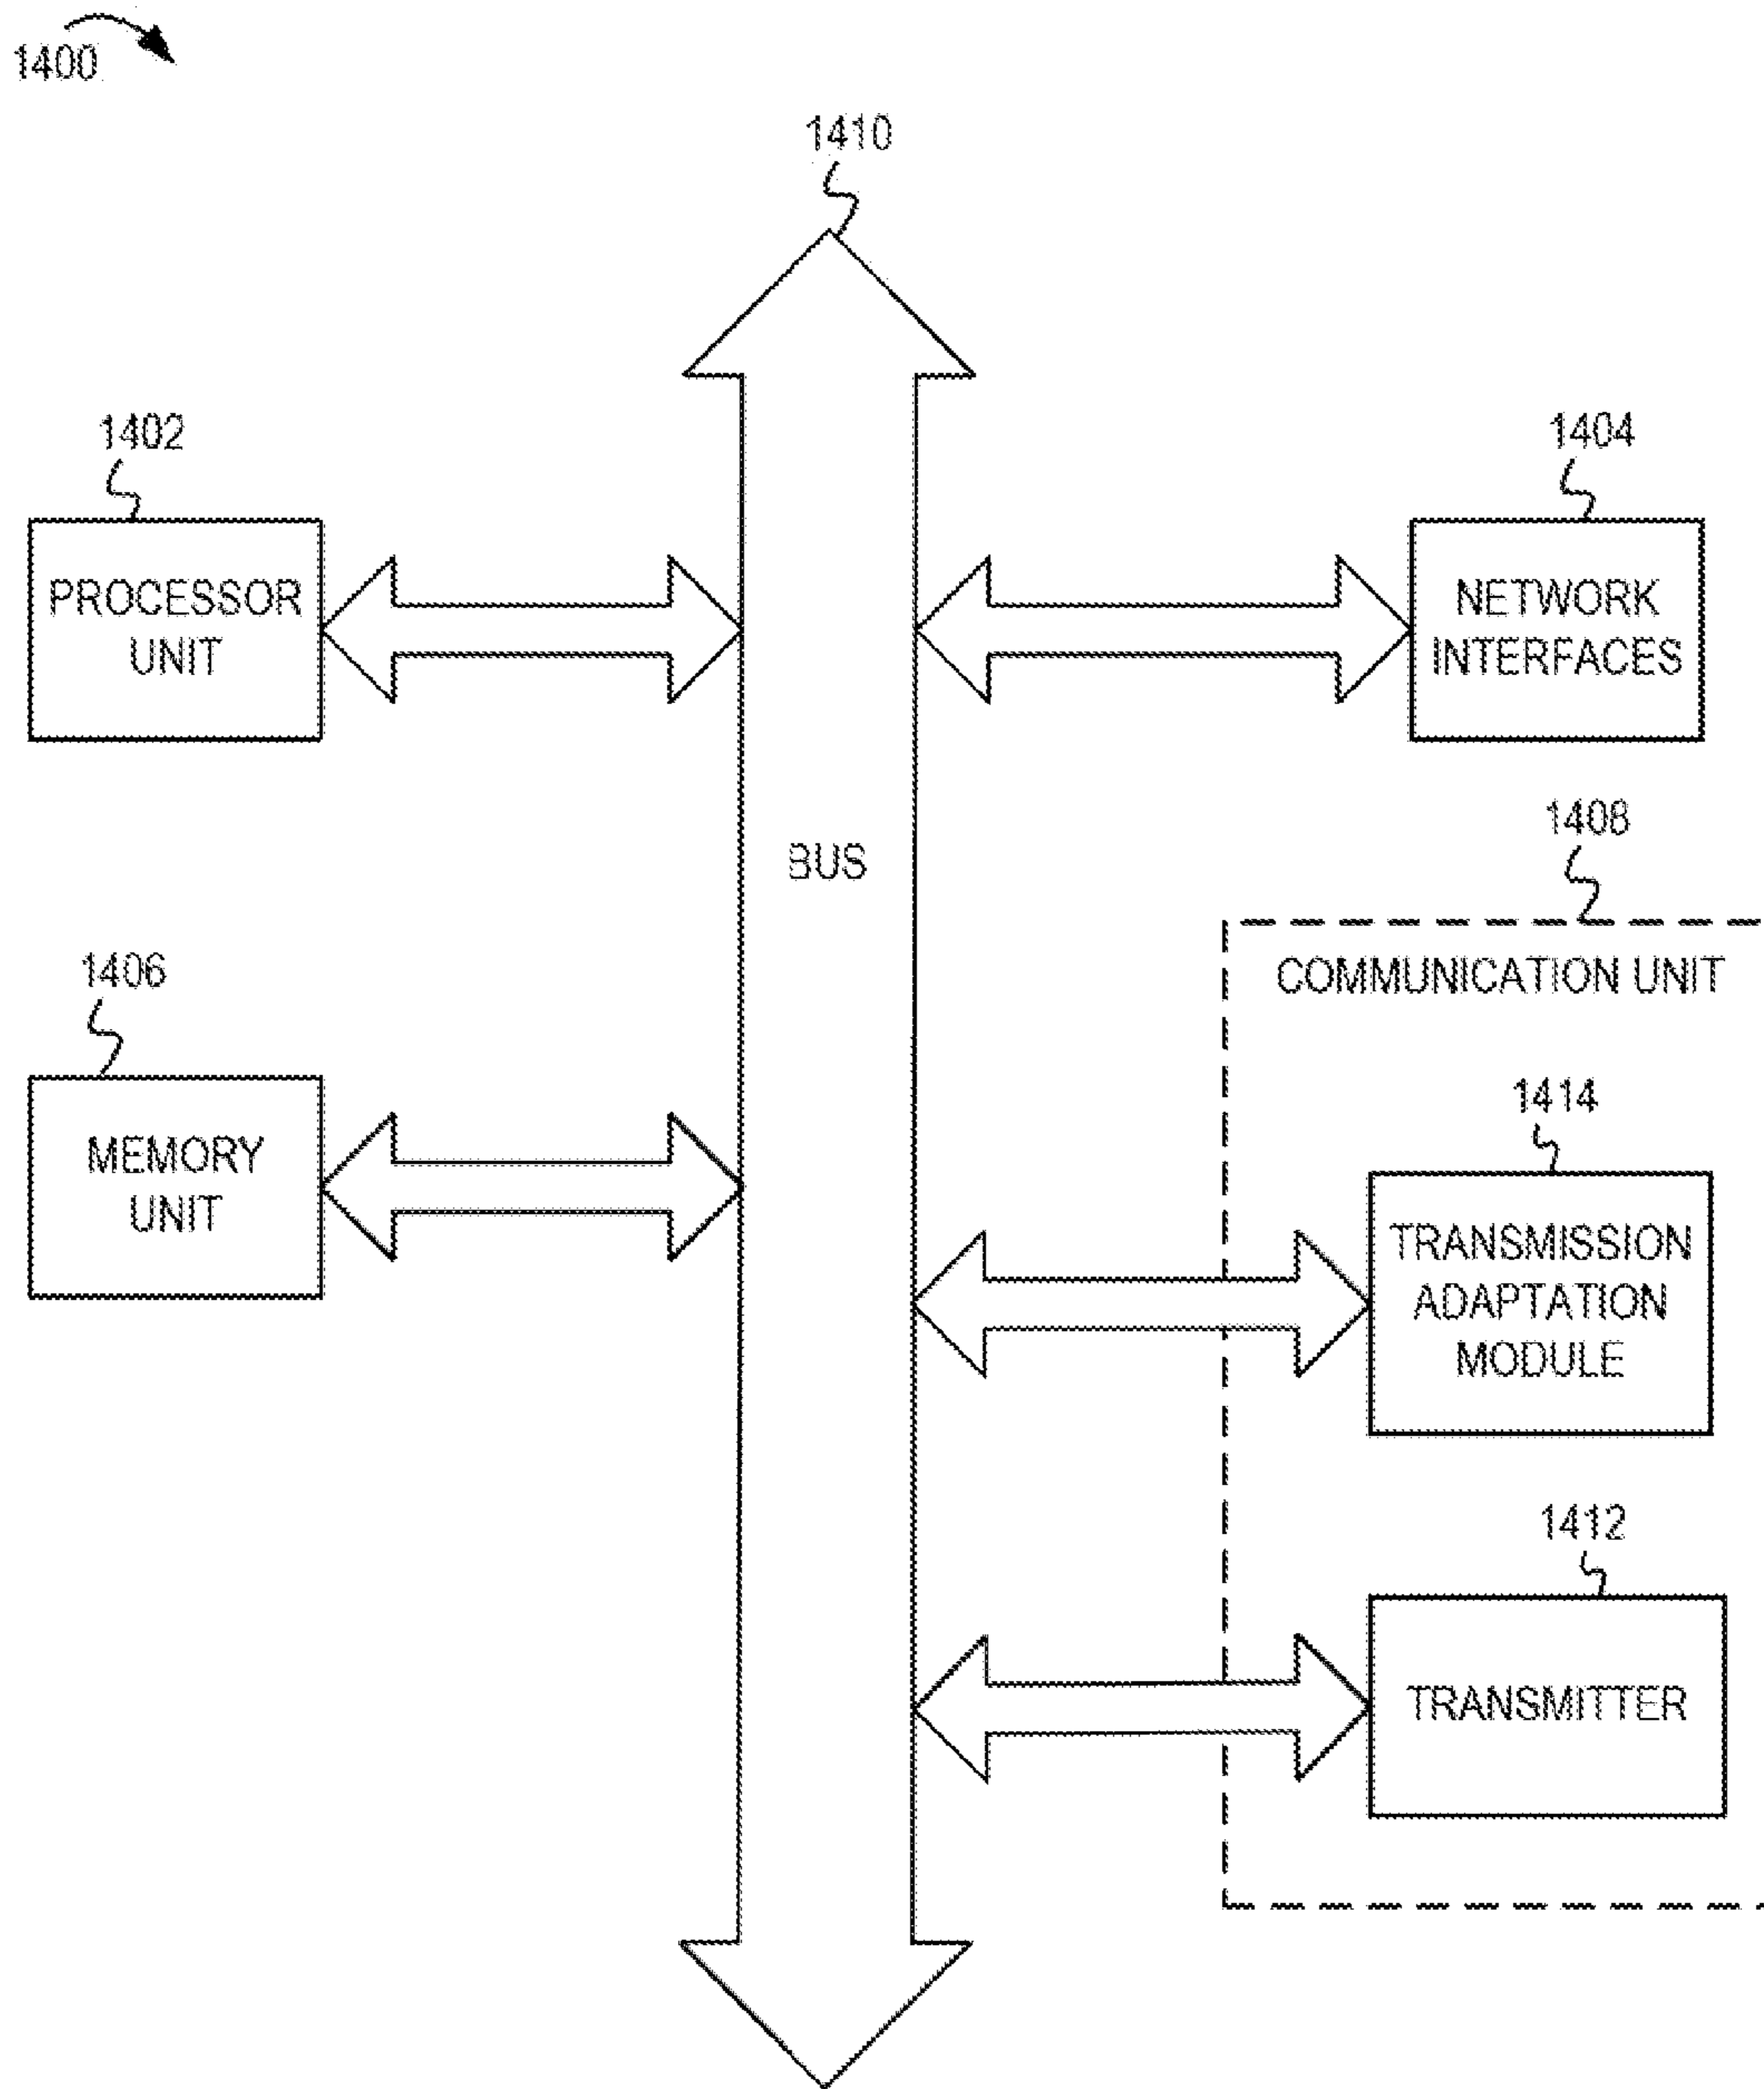 1400
1410
1402
PROCESSOR
UNIT
1404
NETWORK
INTERFACES
BUS
1408
COMMUNICATION UNIT
1406
MEMORY
UNIT
1414
TRANSMISSION
ADAPTATION
MODULE
1412
TRANSMITTER